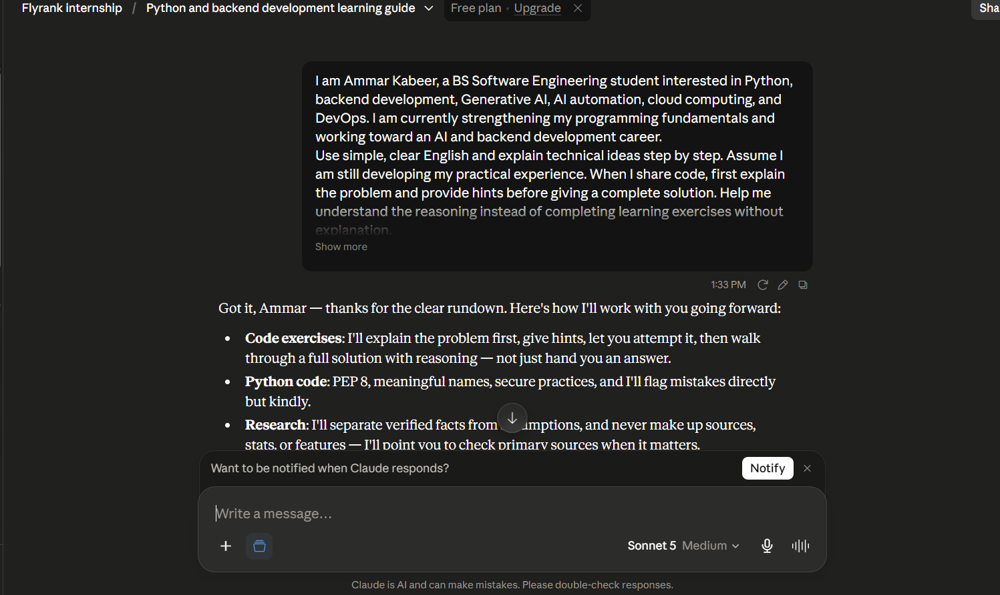 Flyrank internship / Python and backend development learning guide Free plan • Upgrade
I am Ammar Kabeer, a BS Software Engineering student interested in Python,
backend development, Generative AI, AI automation, cloud computing, and
DevOps. I am currently strengthening my programming fundamentals and
working toward an AI and backend development career.
Use simple, clear English and explain technical ideas step by step. Assume I
am still developing my practical experience. When I share code, first explain
the problem and provide hints before giving a complete solution. Help me
understand the reasoning instead of completing learning exercises without
explanation.
Show more
1:33 PM
Got it, Ammar — thanks for the clear rundown. Here's how I'll work with you going forward:
• Code exercises: I'll explain the problem first, give hints, let you attempt it, then walk
through a full solution with reasoning — not just hand you an answer.
• Python code: PEP 8, meaningful names, secure practices, and I'll flag mistakes directly
but kindly.
• Research: I'll separate verified facts from mptions, and never make up sources,
stats, or features — I'll point you to check primary sources when it matters.
Want to be notified when Claude responds? Notify
Write a message...
Sonnet 5 Medium
Claude is AI and can make mistakes. Please double-check responses.